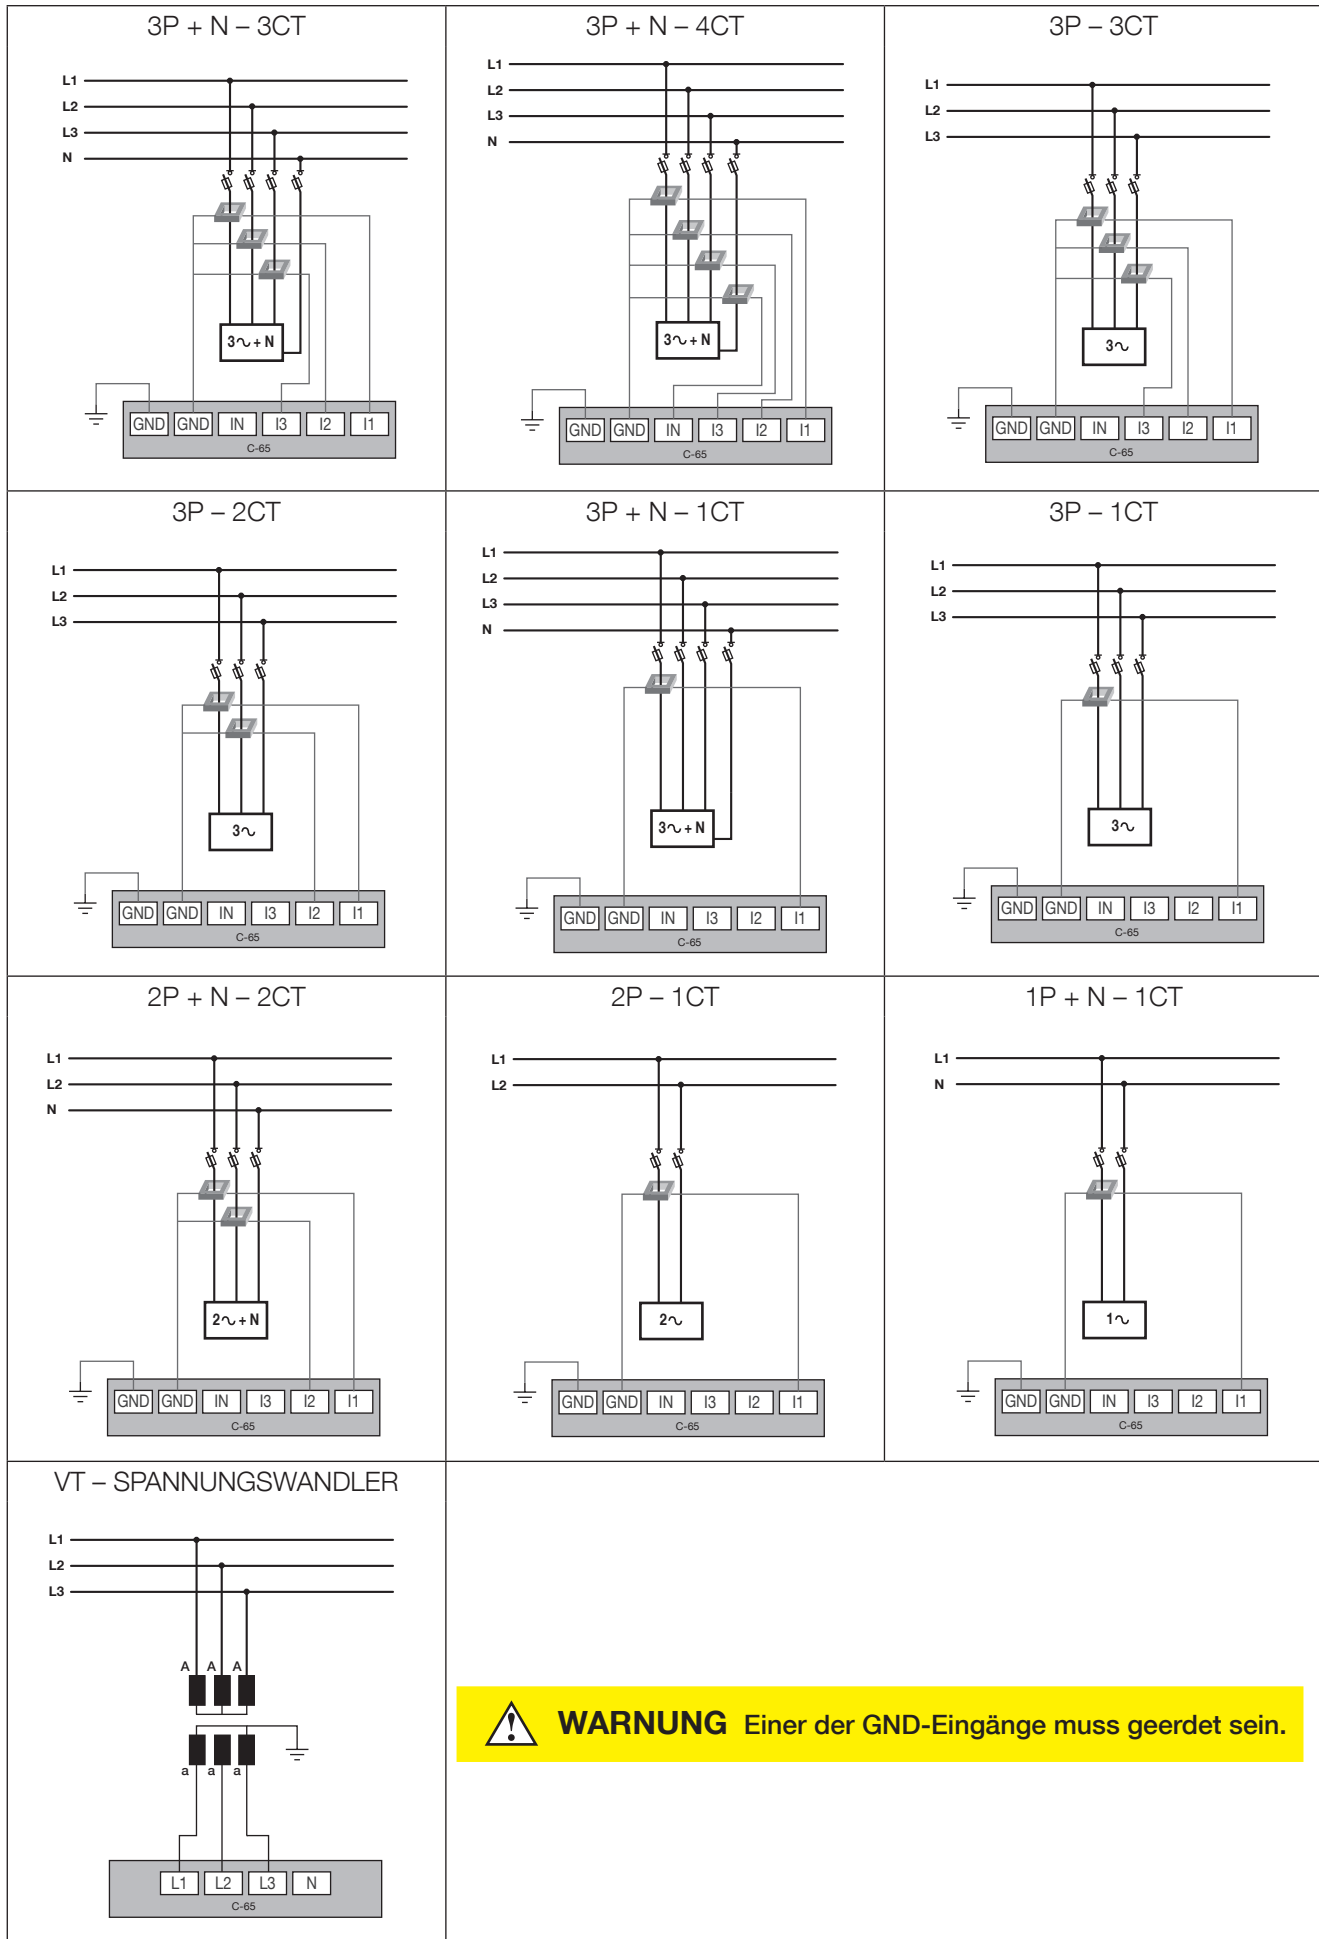 3P + N – 3CT
L1
L2
L3
N
3∿ + N
GND GND IN I3 I2 I1
C-65
3P + N – 4CT
L1
L2
L3
N
3∿ + N
GND GND IN I3 I2 I1
C-65
3P – 3CT
L1
L2
L3
3∿
GND GND IN I3 I2 I1
C-65
3P – 2CT
L1
L2
L3
3∿
GND GND IN I3 I2 I1
C-65
3P + N – 1CT
L1
L2
L3
N
3∿ + N
GND GND IN I3 I2 I1
C-65
3P – 1CT
L1
L2
L3
3∿
GND GND IN I3 I2 I1
C-65
2P + N – 2CT
L1
L2
N
2∿ + N
GND GND IN I3 I2 I1
C-65
2P – 1CT
L1
L2
2∿
GND GND IN I3 I2 I1
C-65
1P + N – 1CT
L1
N
1∿
GND GND IN I3 I2 I1
C-65
VT – SPANNUNGSWANDLER
L1
L2
L3
A A A
a a a
L1 L2 L3 N
C-65
WARNUNG Einer der GND-Eingänge muss geerdet sein.